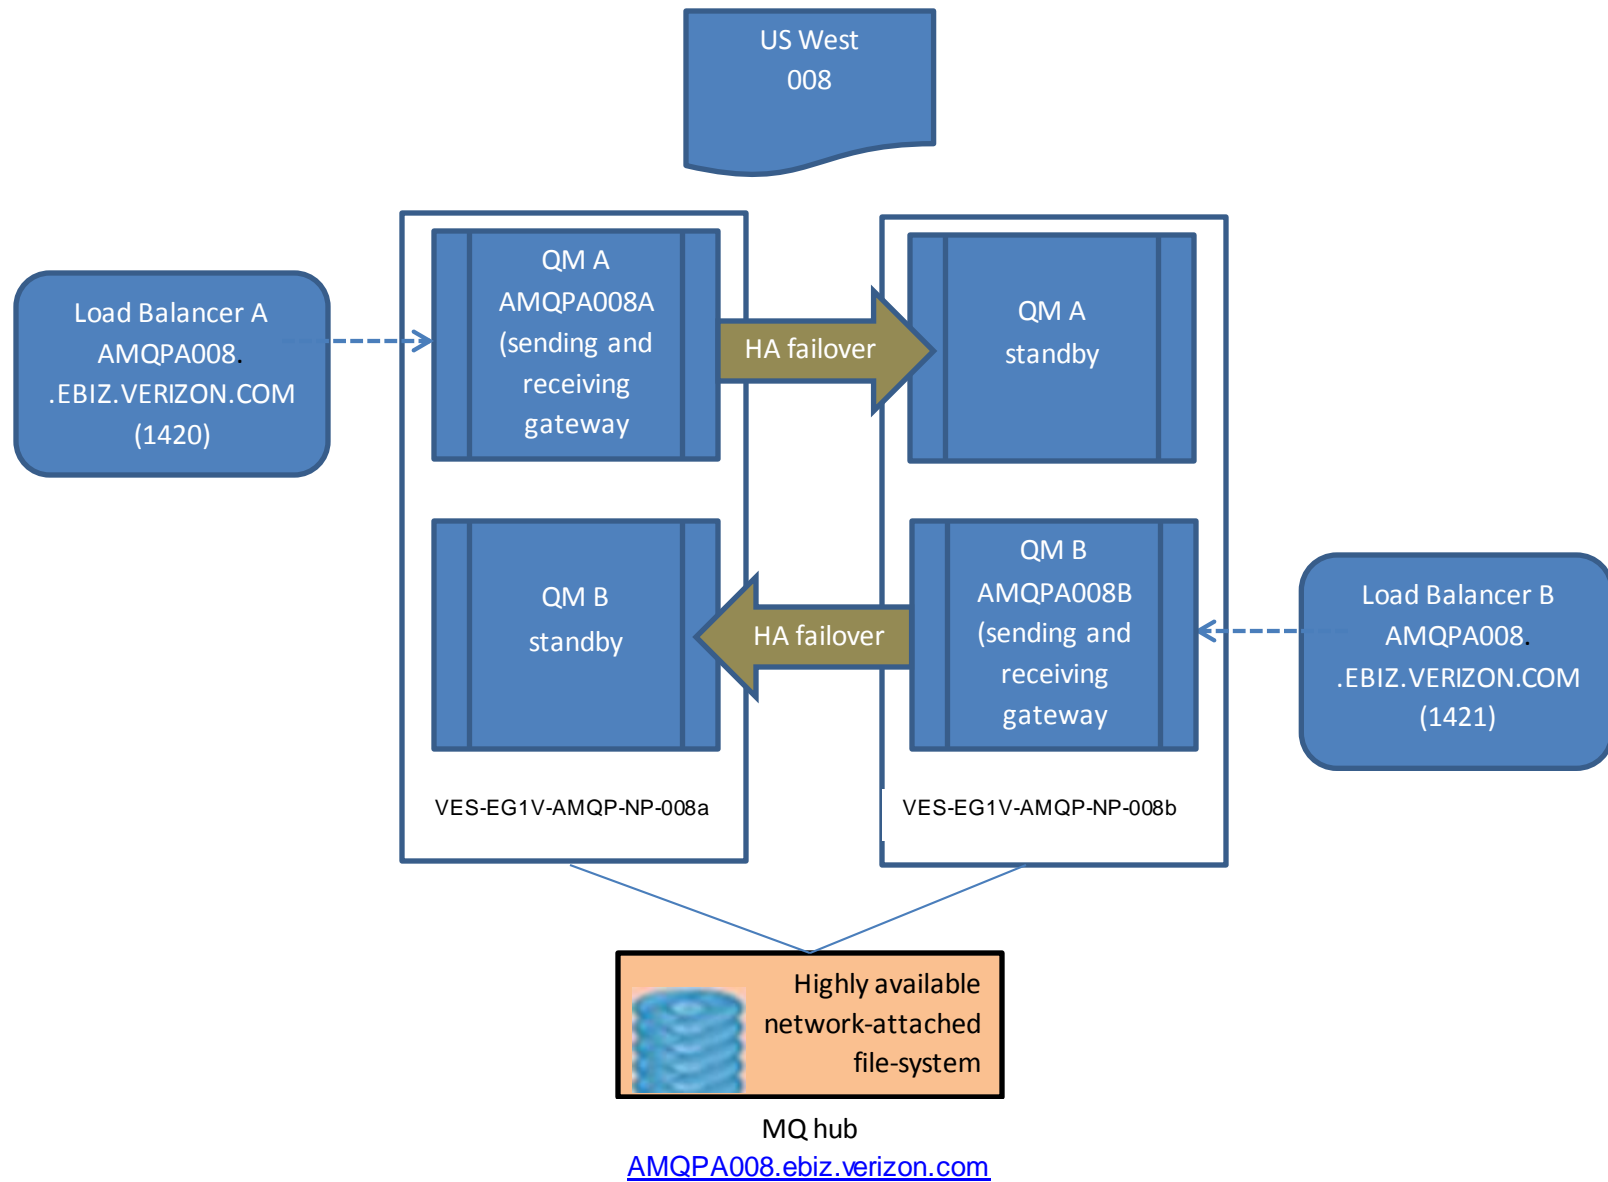 US West
008
QM A
AMQPA008A
(sending and
receiving
gateway
QM A
standby
HA failover
Load Balancer A
AMQPA008.
.EBIZ.VERIZON.COM
(1420)
QM B
standby
HA failover
QM B
AMQPA008B
(sending and
receiving
gateway
Load Balancer B
AMQPA008.
.EBIZ.VERIZON.COM
(1421)
VES-EG1V-AMQP-NP-008a
VES-EG1V-AMQP-NP-008b
Highly available
network-attached
file-system
MQ hub
AMQPA008.ebiz.verizon.com